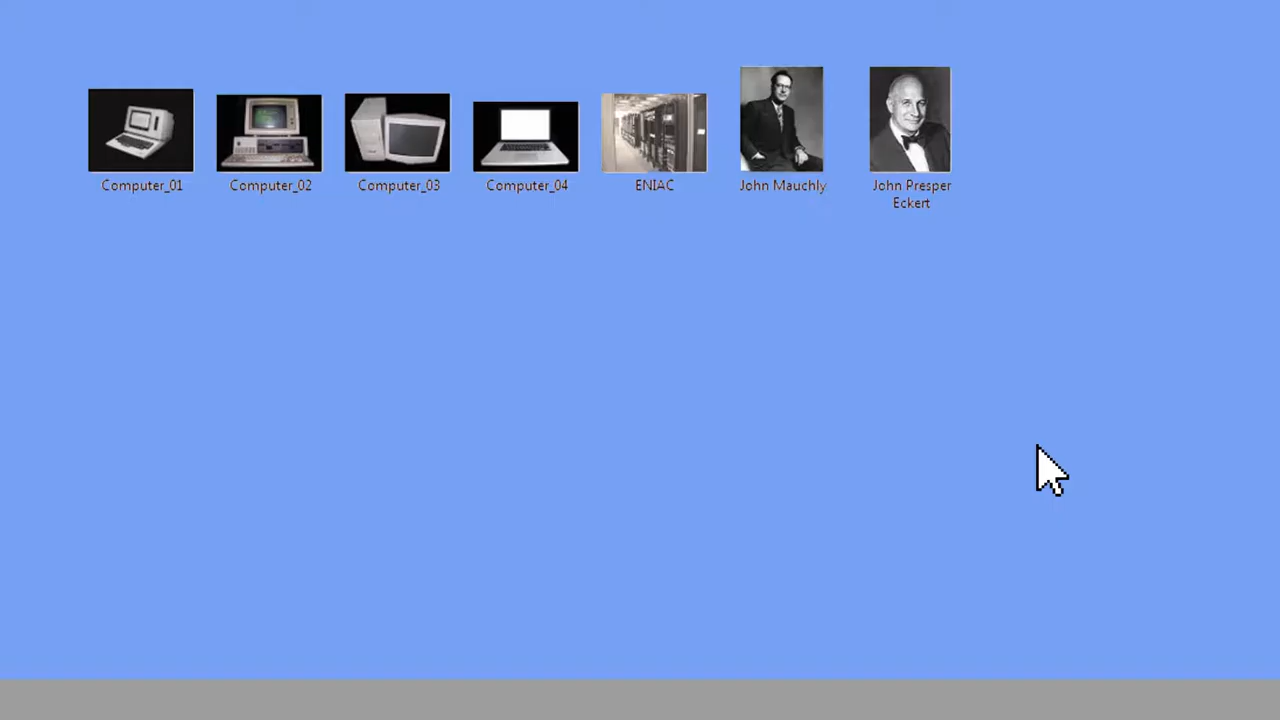 Computer_01
Computer_02
Computer_03
Computer_04
ENIAC
John Mauchly
John Presper
Eckert